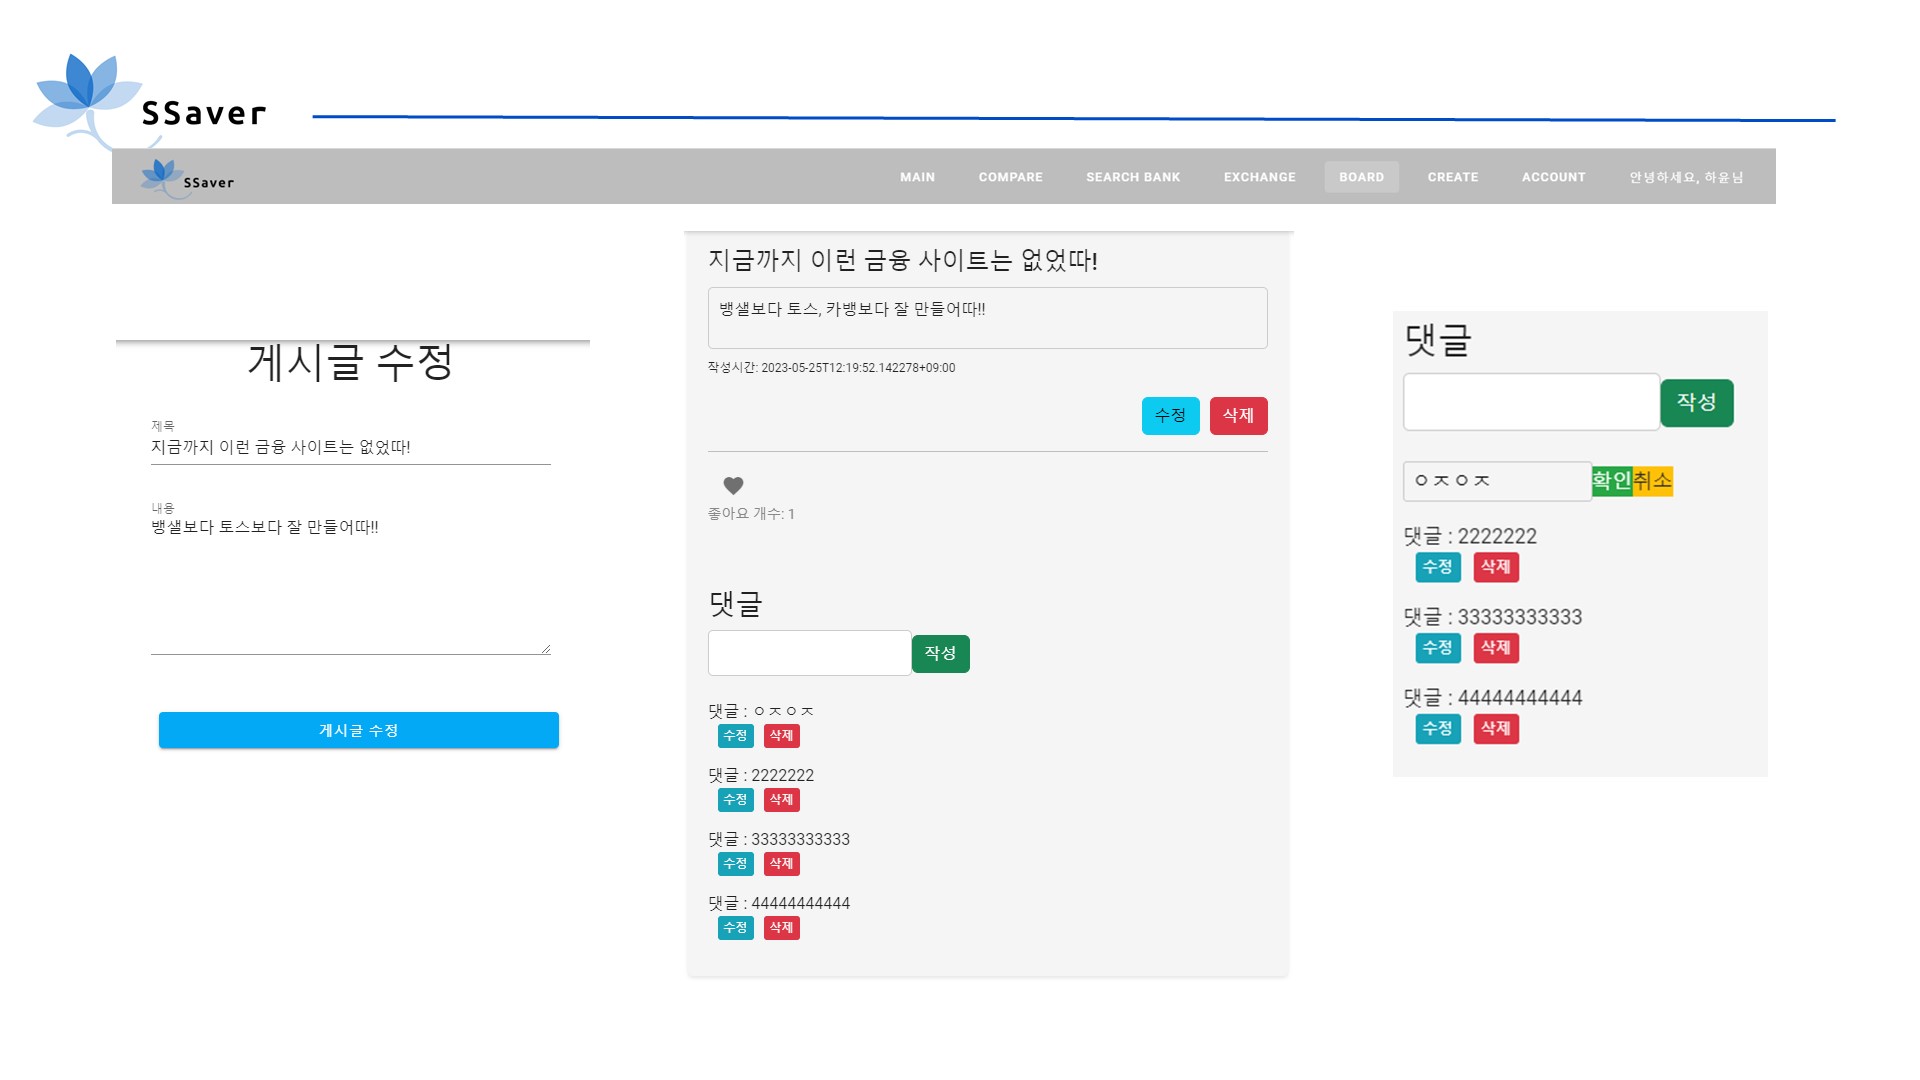 SSaver
SSaver
MAIN COMPARE SEARCH BANK EXCHANGE BOARD CREATE ACCOUNT 안녕하세요, 하윤님
게시글 수정
제목
지금까지 이런 금융 사이트는 없었따!
내용
뱅샐보다 토스보다 잘 만들어따!!
게시글 수정
지금까지 이런 금융 사이트는 없었따!
뱅샐보다 토스, 카뱅보다 잘 만들어따!!
작성시간: 2023-05-25T12:19:52.142278+09:00
수정 삭제
좋아요 개수: 1
댓글
작성
댓글 : ㅇㅈㅇㅈ
수정 삭제
댓글 : 2222222
수정 삭제
댓글 : 33333333333
수정 삭제
댓글 : 44444444444
수정 삭제
댓글
작성
ㅇㅈㅇㅈ 확인 취소
댓글 : 2222222
수정 삭제
댓글 : 33333333333
수정 삭제
댓글 : 44444444444
수정 삭제